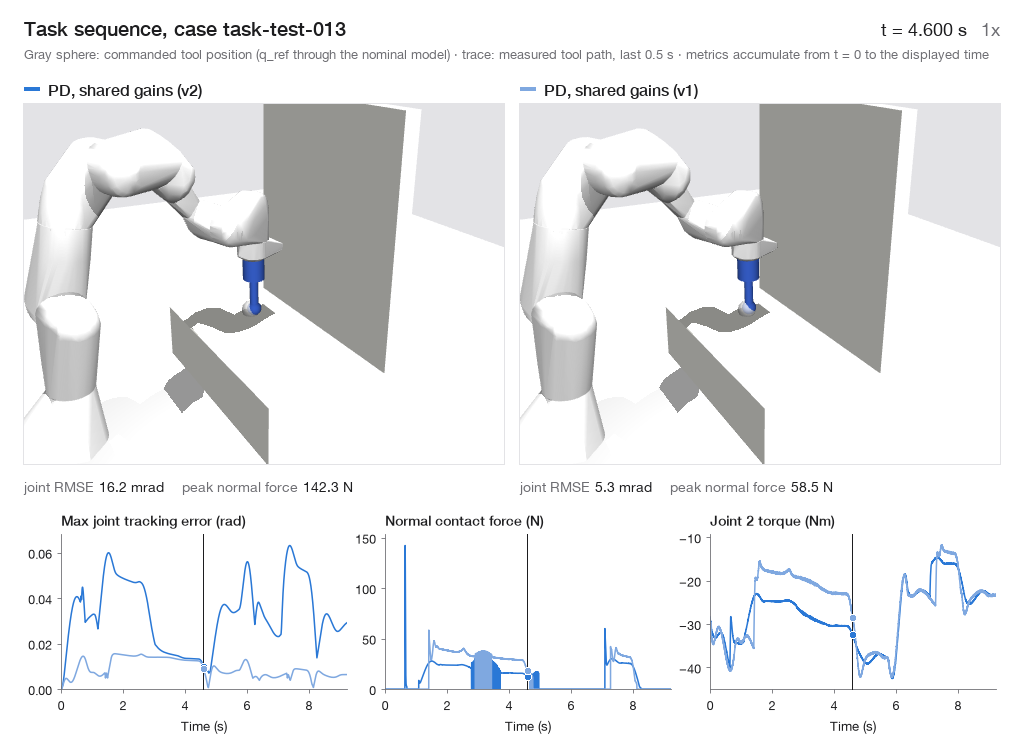 Task sequence, case task-test-013
t = 4.600 s 1x
Gray sphere: commanded tool position (q_ref through the nominal model) · trace: measured tool path, last 0.5 s · metrics accumulate from t = 0 to the displayed time
PD, shared gains (v2)
PD, shared gains (v1)
joint RMSE 16.2 mrad peak normal force 142.3 N
joint RMSE 5.3 mrad peak normal force 58.5 N
Max joint tracking error (rad)
0.06
0.04
0.02
0.00
0 2 4 6 8
Time (s)
Normal contact force (N)
150
100
50
0
0 2 4 6 8
Time (s)
Joint 2 torque (Nm)
−10
−20
−30
−40
0 2 4 6 8
Time (s)